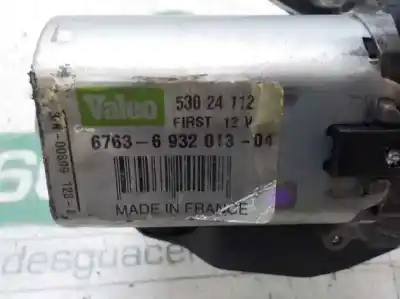 Valeo
530 24 112
FIRST 12 V
6763-6 932 013-04
MADE IN FRANCE
desguace